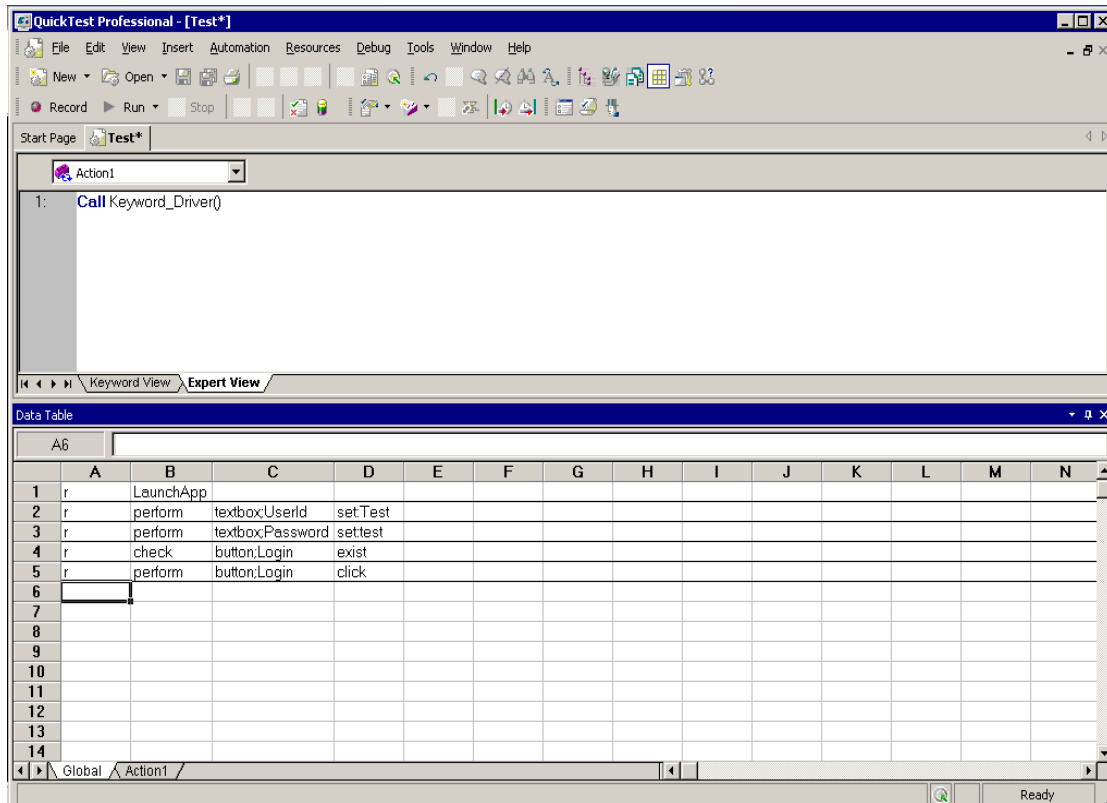 QuickTest Professional - [Test*]
File Edit View Insert Automation Resources Debug Tools Window Help
New Open
Record Run Stop
Start Page Test*
Action1
1: Call Keyword_Driver()
Keyword View Expert View
Data Table
A6
A B C D E F G H I J K L M N
1 r LaunchApp
2 r perform textbox;UserId set:Test
3 r perform textbox;Password set:test
4 r check button;Login exist
5 r perform button;Login click
6
7
8
9
10
11
12
13
14
Global Action1
Ready